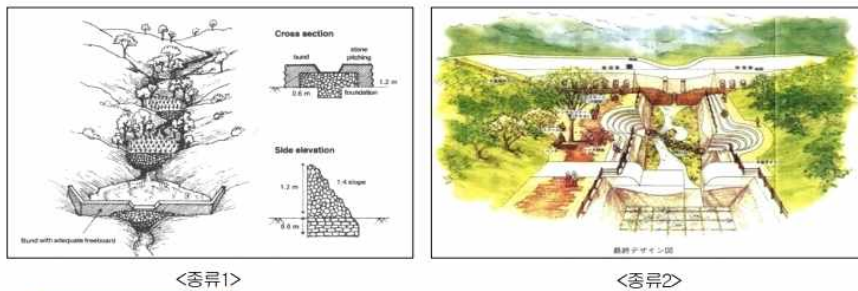 Cross section
bund
stone
pitching
1.2 m
0.6 m
foundation
Side elevation
1.2 m
1:4 slope
0.6 m
Bund with adequate freeboard
最終デザイン図
<종류1>
<종류2>